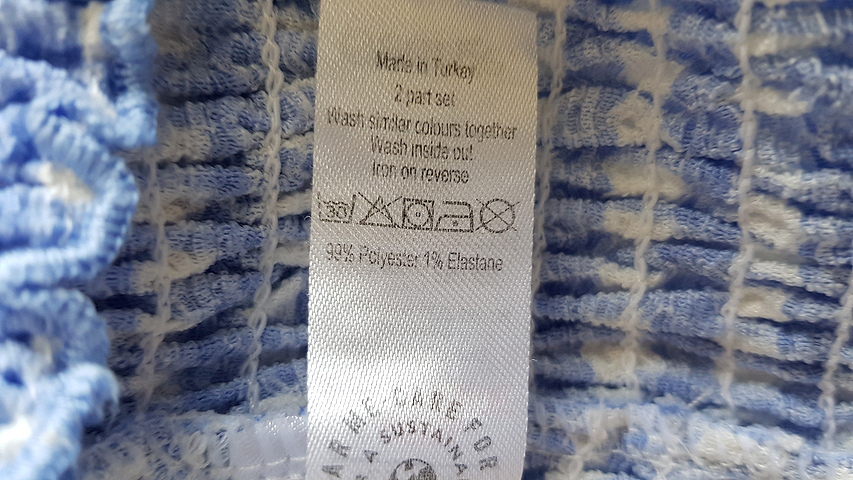 Made in Turkey
2 part set
Wash similar colours together
Wash inside out
Iron on reverse
30
99% Polyester 1% Elastane
CARE FOR
A SUSTAINA